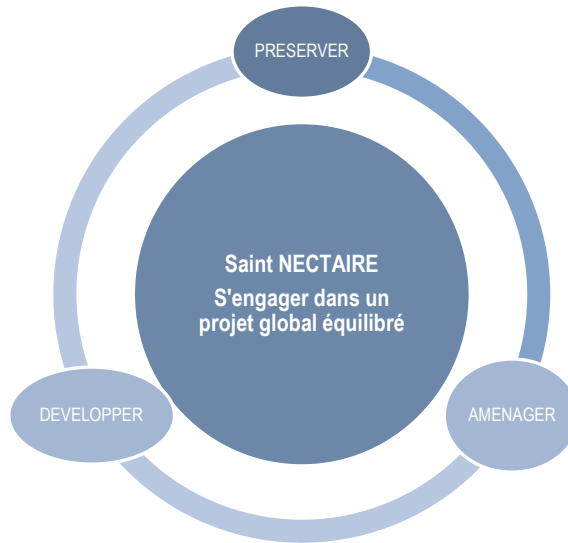 PRESERVER
Saint NECTAIRE
S'engager dans un
projet global équilibré
DEVELOPPER
AMENAGER